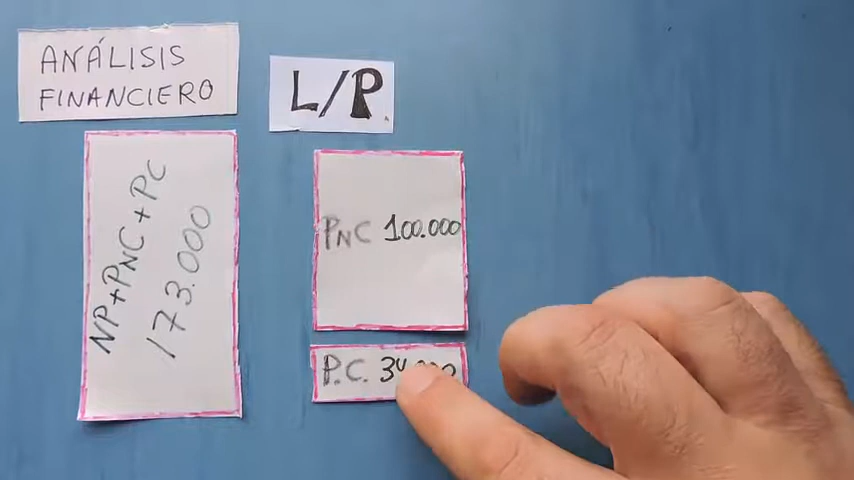 ANÁLISIS
FINANCIERO
L/P.
NP+PNC+PC
173.000
PNC 100.000
P.C.